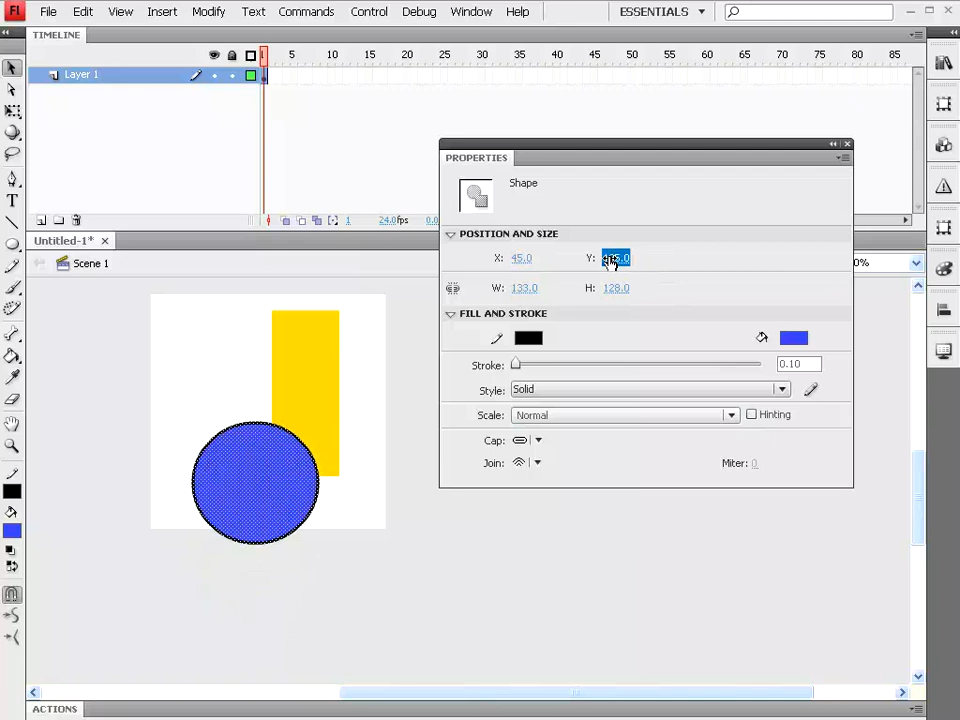 Fl File Edit View Insert Modify Text Commands Control Debug Window Help ESSENTIALS
TIMELINE
1 5 10 15 20 25 30 35 40 45 50 55 60 65 70 75 80 85
Layer 1
PROPERTIES
Shape
1 24.0fps
Untitled-1*
POSITION AND SIZE
Scene 1
X: 45.0 Y:
W: 133.0 H: 128.0
FILL AND STROKE
Stroke: 0.10
Style: Solid
Scale: Normal Hinting
Cap:
Join: Miter: 0
ACTIONS